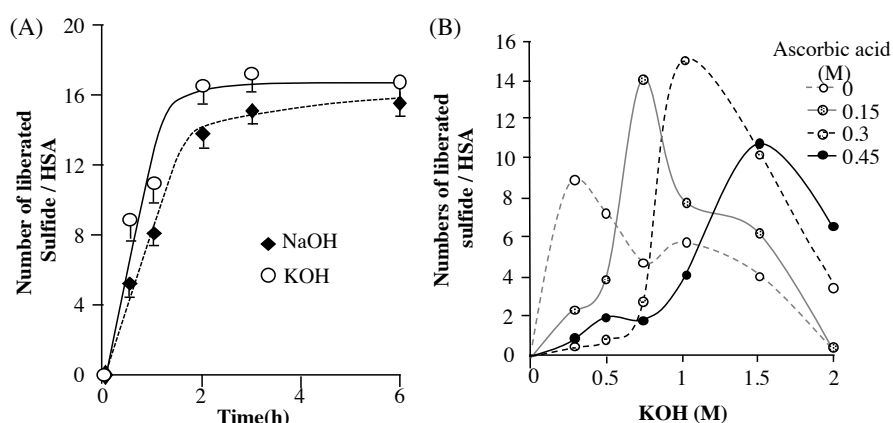 (A)
20
16
12
8
4
0
Number of liberated
Sulfide / HSA
NaOH
KOH
0
2
4
6
Time(h)
(B)
16
14
12
10
8
6
4
2
0
Numbers of liberated
sulfide / HSA
Ascorbic acid
(M)
0
0.15
0.3
0.45
0
0.5
1
1.5
2
KOH (M)